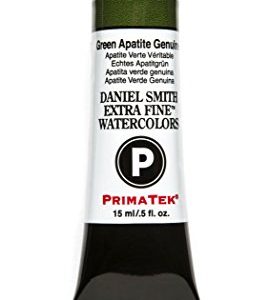 Green Apatite Genuine
Apatite Verte Véritable
Echtes Apatitgrün
Apatita verde genuina
Apatite Verde Genuina
DANIEL SMITH
EXTRA FINE™
WATERCOLORS
P
PRIMATEK®
15 ml/.5 fl. oz.